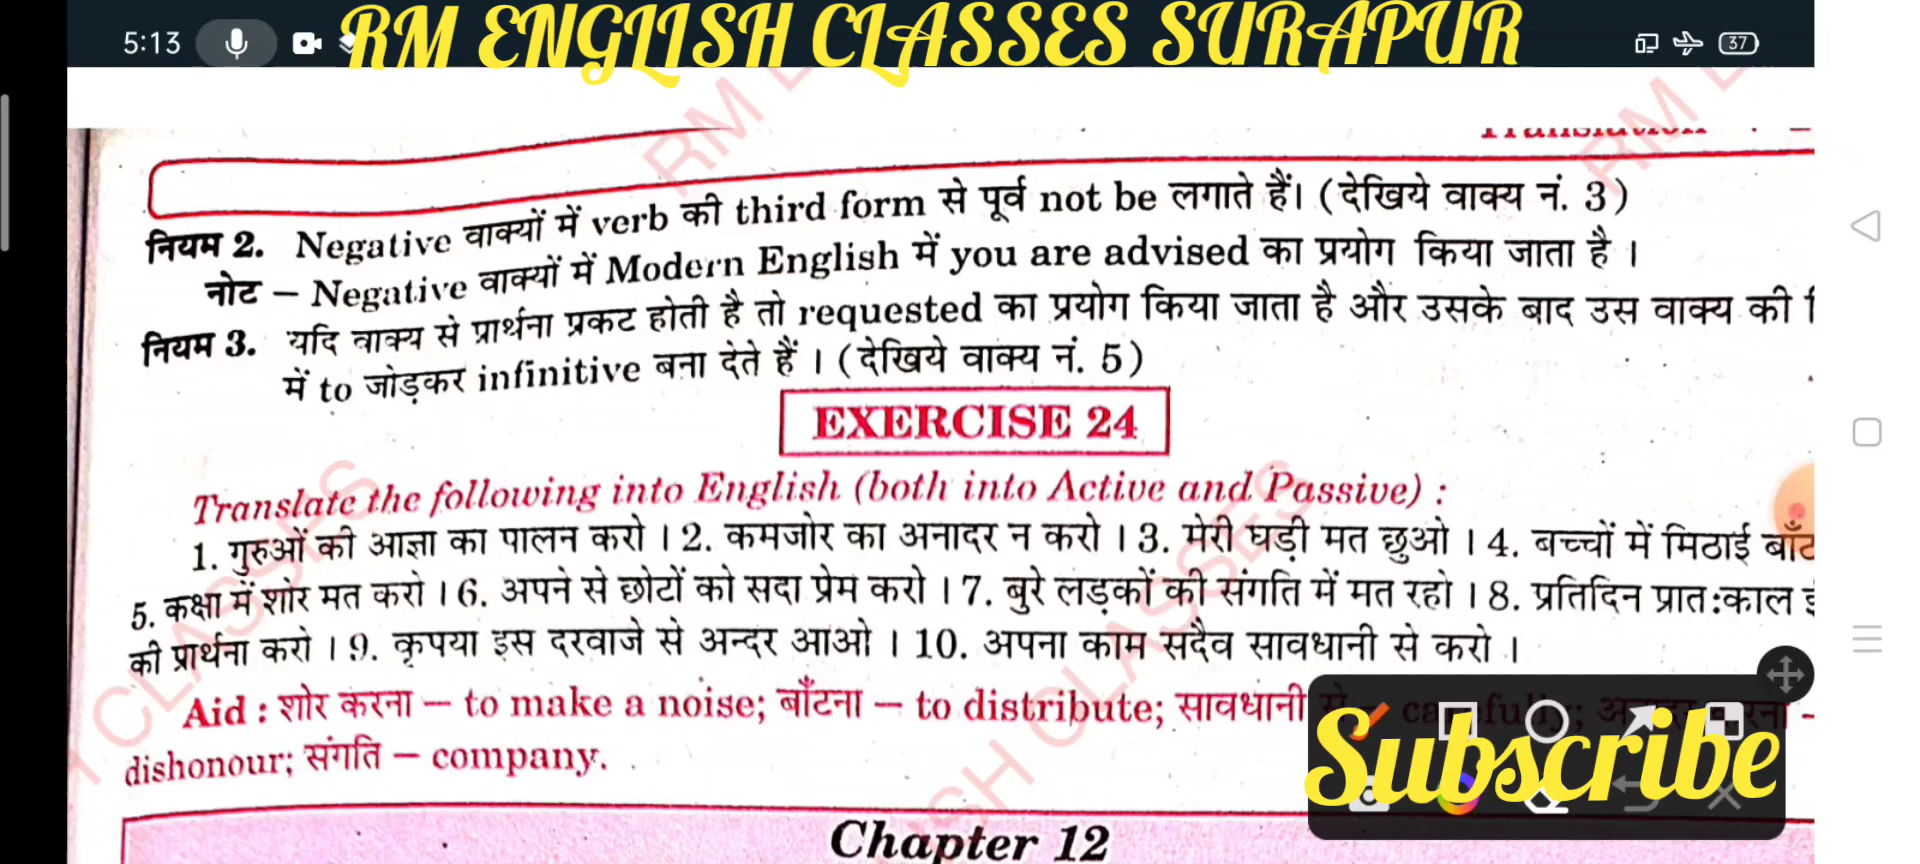 5:13
RM ENGLISH CLASSES SURAPUR
37
नियम 2. Negative वाक्यों में verb की third form से पूर्व not be लगाते हैं। (देखिये वाक्य नं. 3)
नोट – Negative वाक्यों में Modern English में you are advised का प्रयोग किया जाता है ।
नियम 3. यदि वाक्य से प्रार्थना प्रकट होती है तो requested का प्रयोग किया जाता है और उसके बाद उस वाक्य की
में to जोड़कर infinitive बना देते हैं । (देखिये वाक्य नं. 5)
EXERCISE 24
Translate the following into English (both into Active and Passive) :
1. गुरुओं की आज्ञा का पालन करो । 2. कमजोर का अनादर न करो । 3. मेरी घड़ी मत छुओ । 4. बच्चों में मिठाई बाँट
5. कक्षा में शोर मत करो । 6. अपने से छोटों को सदा प्रेम करो । 7. बुरे लड़कों की संगति में मत रहो । 8. प्रतिदिन प्रात:काल
की प्रार्थना करो । 9. कृपया इस दरवाजे से अन्दर आओ । 10. अपना काम सदैव सावधानी से करो ।
Aid : शोर करना – to make a noise; बाँटना – to distribute; सावधानी से – carefully;
dishonour; संगति – company.
Subscribe
Chapter 12